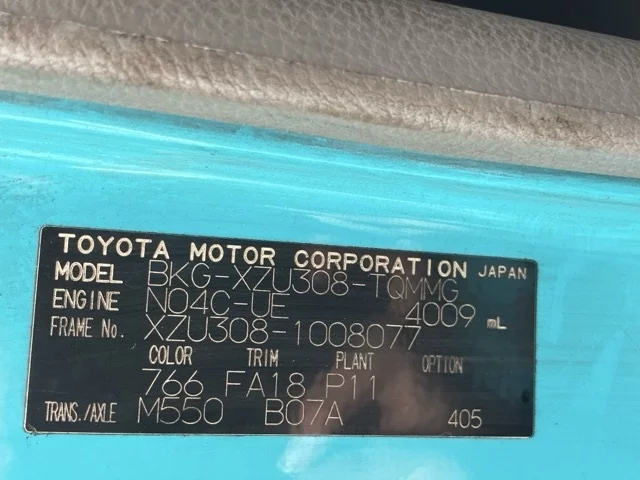 TOYOTA MOTOR CORPORATION JAPAN
MODEL BKG-XZU308-TQMMG
ENGINE N04C-UE 4009 mL
FRAME No. XZU308-1008077
COLOR TRIM PLANT OPTION
766 FA18 P11
TRANS./AXLE M550 B07A 405